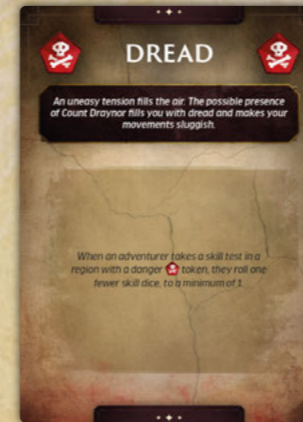 DREAD
An uneasy tension fills the air. The possible presence
of Count Draynor fills you with dread and makes your
movements sluggish.
When an adventurer takes a skill test in a
region with a danger token, they roll one
fewer skill dice, to a minimum of 1.